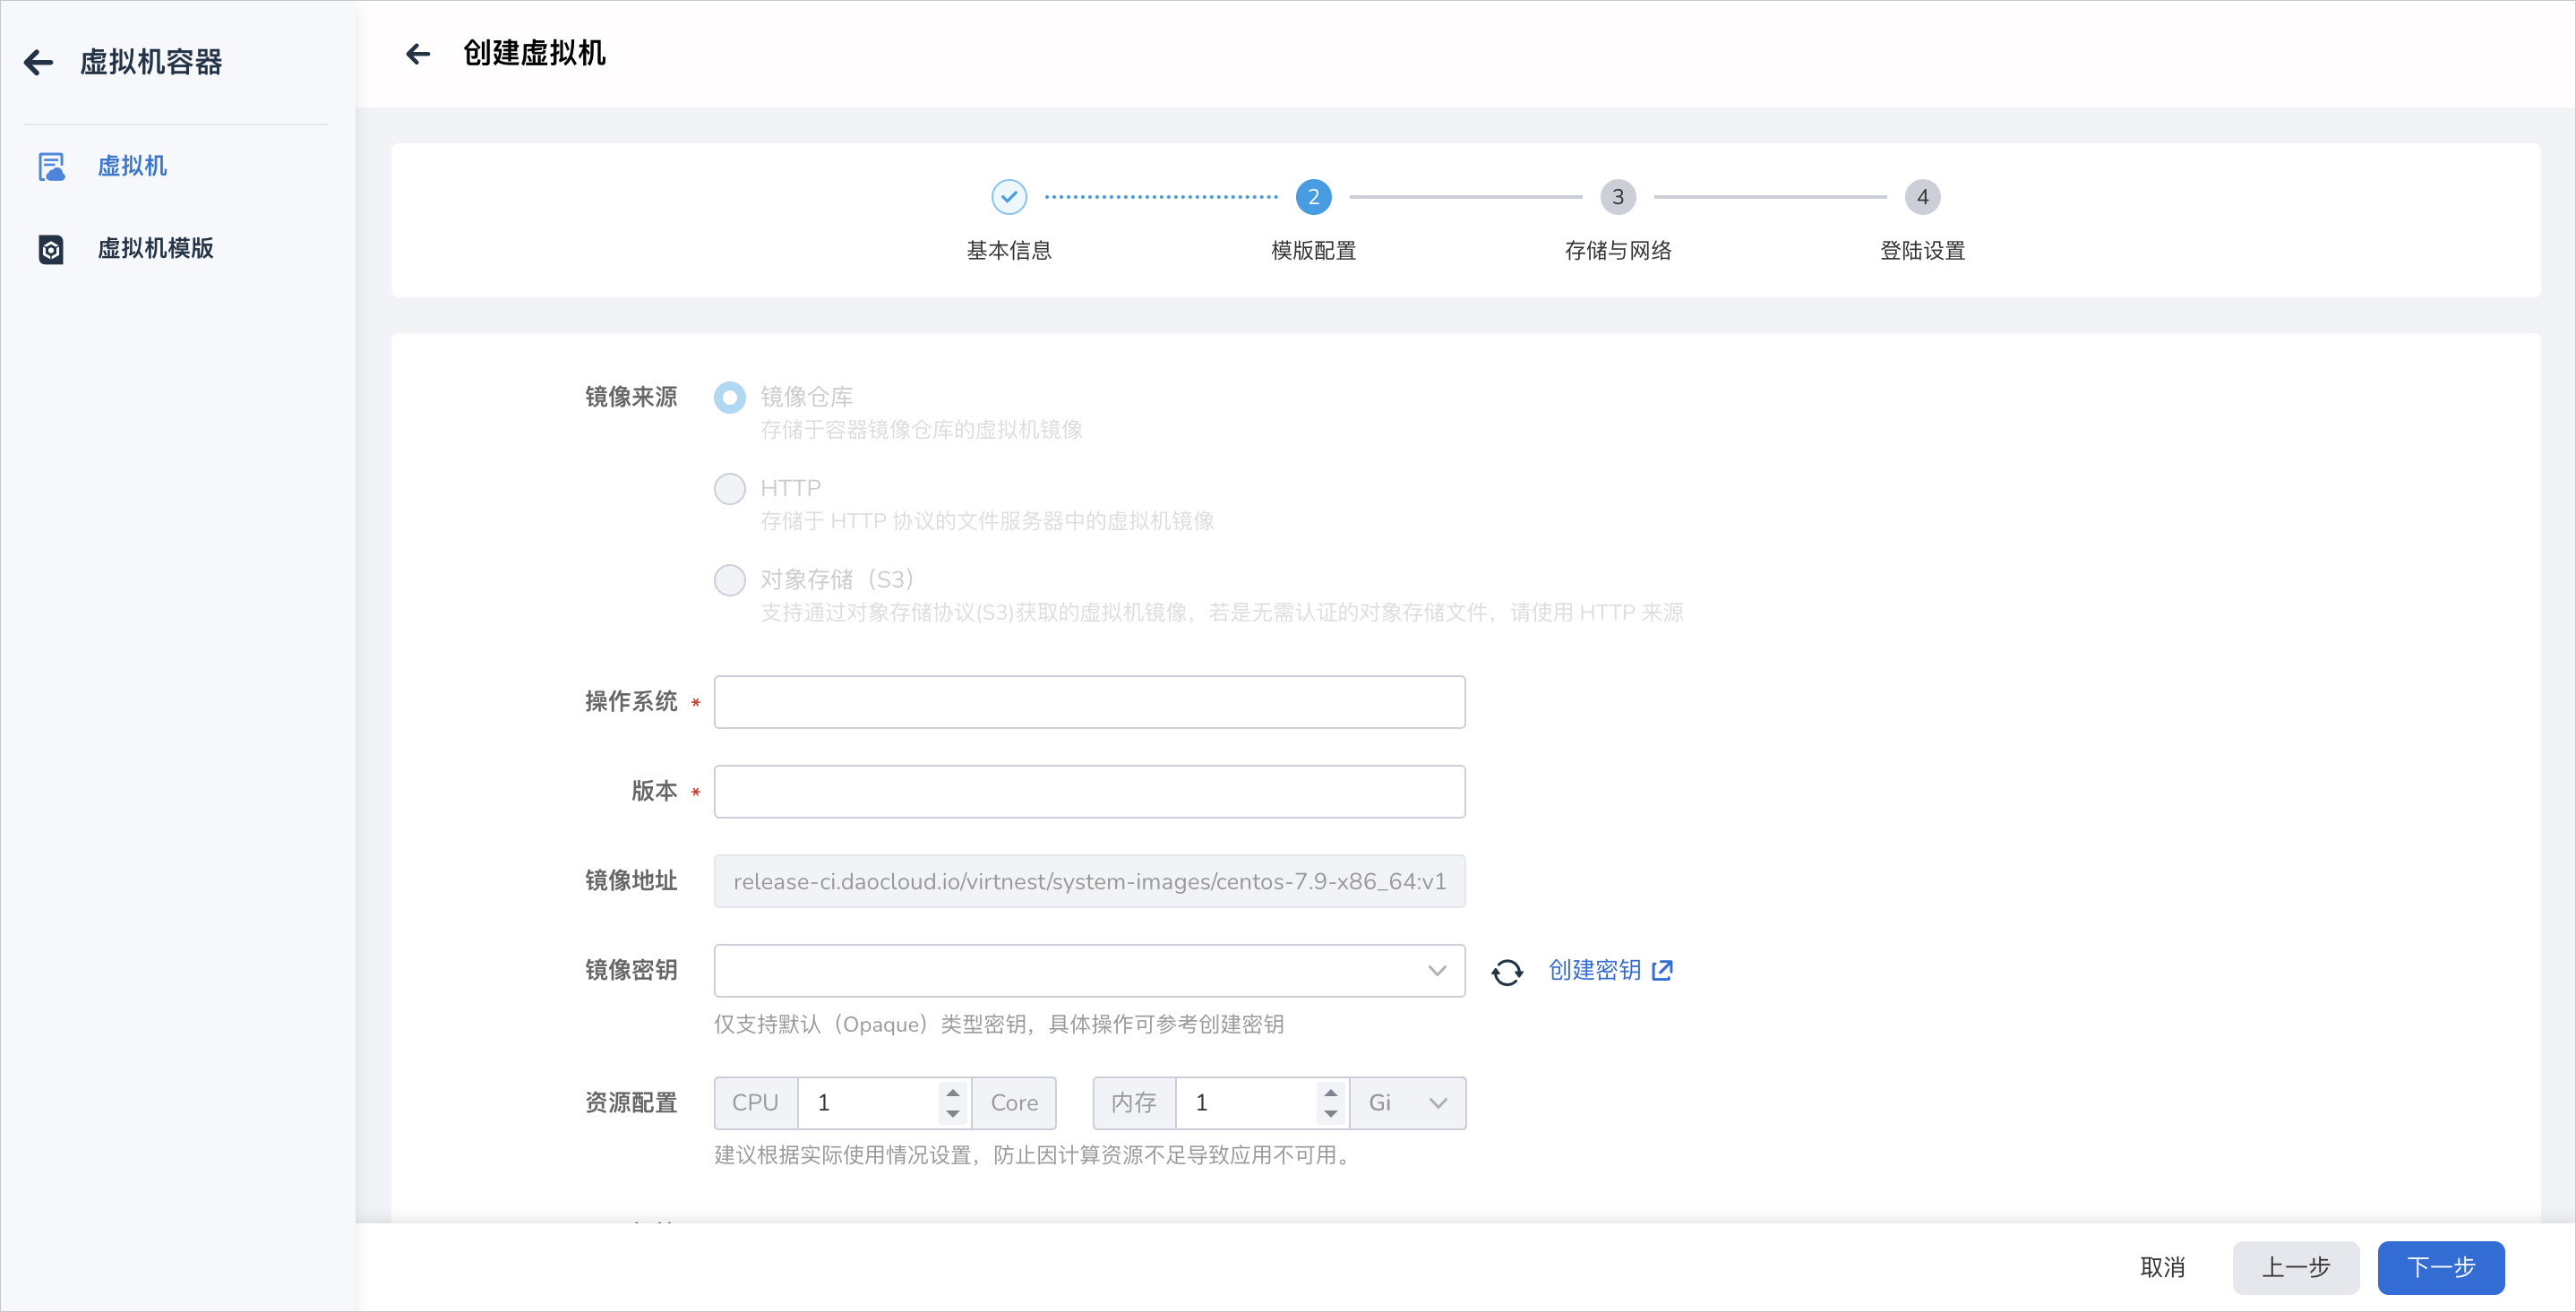 虚拟机容器
虚拟机
虚拟机模版
创建虚拟机
2
3
4
基本信息
模版配置
存储与网络
登陆设置
镜像来源
镜像仓库
存储于容器镜像仓库的虚拟机镜像
HTTP
存储于 HTTP 协议的文件服务器中的虚拟机镜像
对象存储（S3）
支持通过对象存储协议(S3)获取的虚拟机镜像，若是无需认证的对象存储文件，请使用 HTTP 来源
操作系统 *
版本 *
镜像地址 release-ci.daocloud.io/virtnest/system-images/centos-7.9-x86_64:v1
镜像密钥 创建密钥
仅支持默认（Opaque）类型密钥，具体操作可参考创建密钥
资源配置 CPU 1 Core 内存 1 Gi
建议根据实际使用情况设置，防止因计算资源不足导致应用不可用。
取消 上一步 下一步